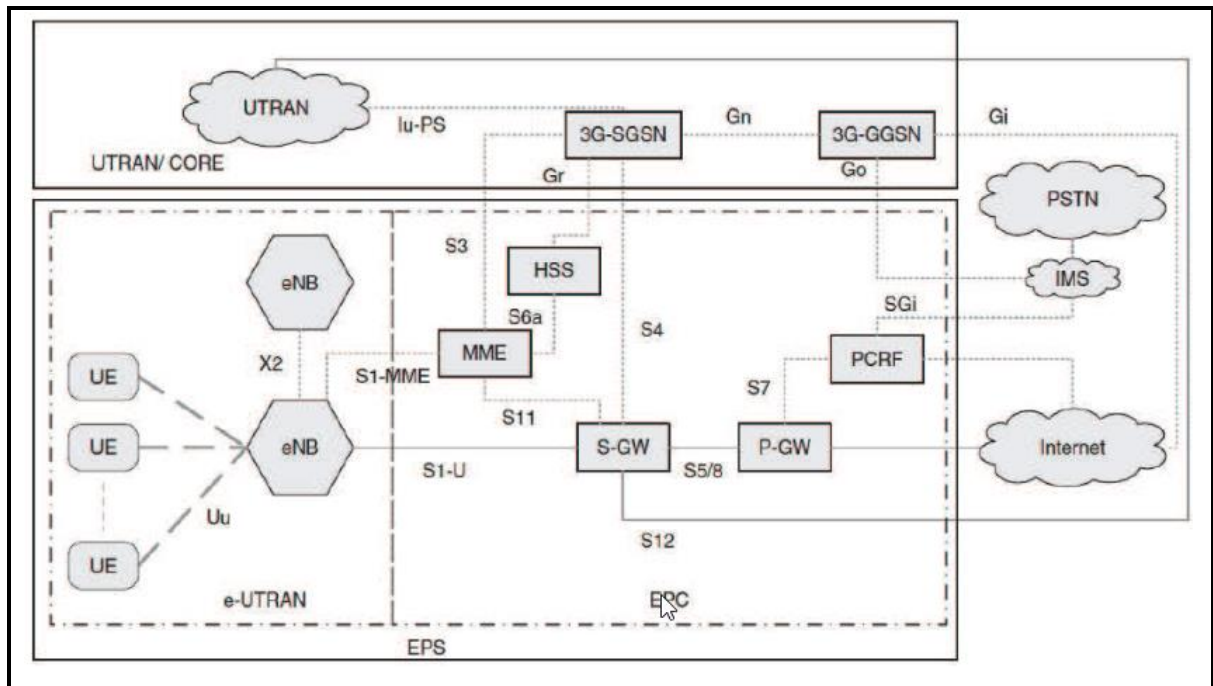 UTRAN
Iu-PS
3G-SGSN
Gn
3G-GGSN
Gi
UTRAN/ CORE
Gr
Go
PSTN
S3
HSS
eNB
IMS
S6a
SGi
S4
MME
PCRF
X2
S1-MME
UE
S7
S11
UE
eNB
S-GW
P-GW
Internet
S1-U
S5/8
Uu
S12
UE
e-UTRAN
EPC
EPS